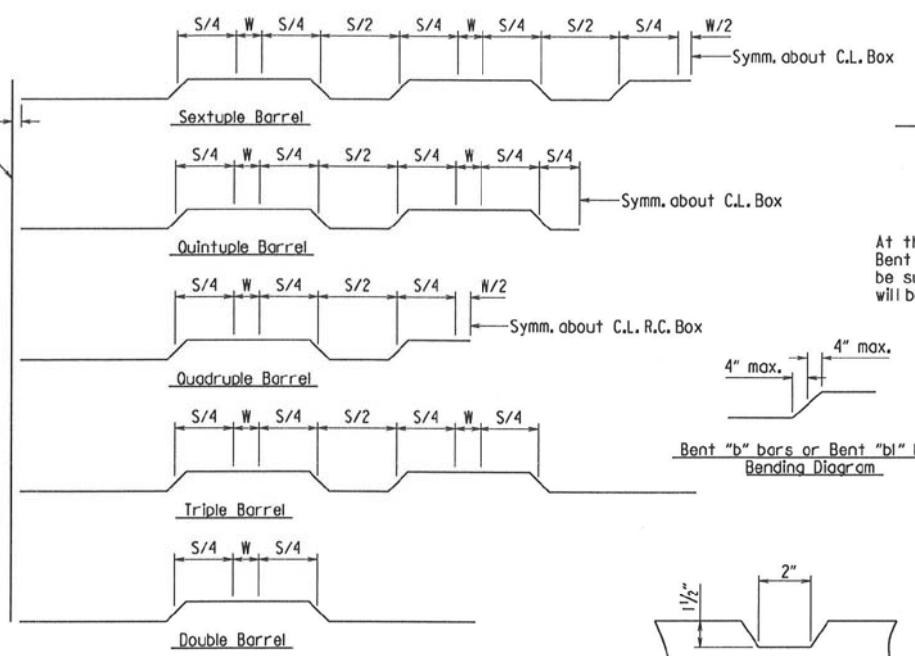 S/4 W S/4 S/2 S/4 W S/4 S/2 S/4 W/2
Symm. about C.L. Box
Sextuple Barrel
S/4 W S/4 S/2 S/4 W S/4 S/4
Symm. about C.L. Box
Quintuple Barrel
At th
Bent
be su
will b
S/4 W S/4 S/2 S/4 W/2
Symm. about C.L. R.C. Box
Quadruple Barrel
4" max.
4" max.
Bent "b" bars or Bent "bl"
Bending Diagram
S/4 W S/4 S/2 S/4 W S/4
Triple Barrel
S/4 W S/4
Double Barrel
2"
1½"